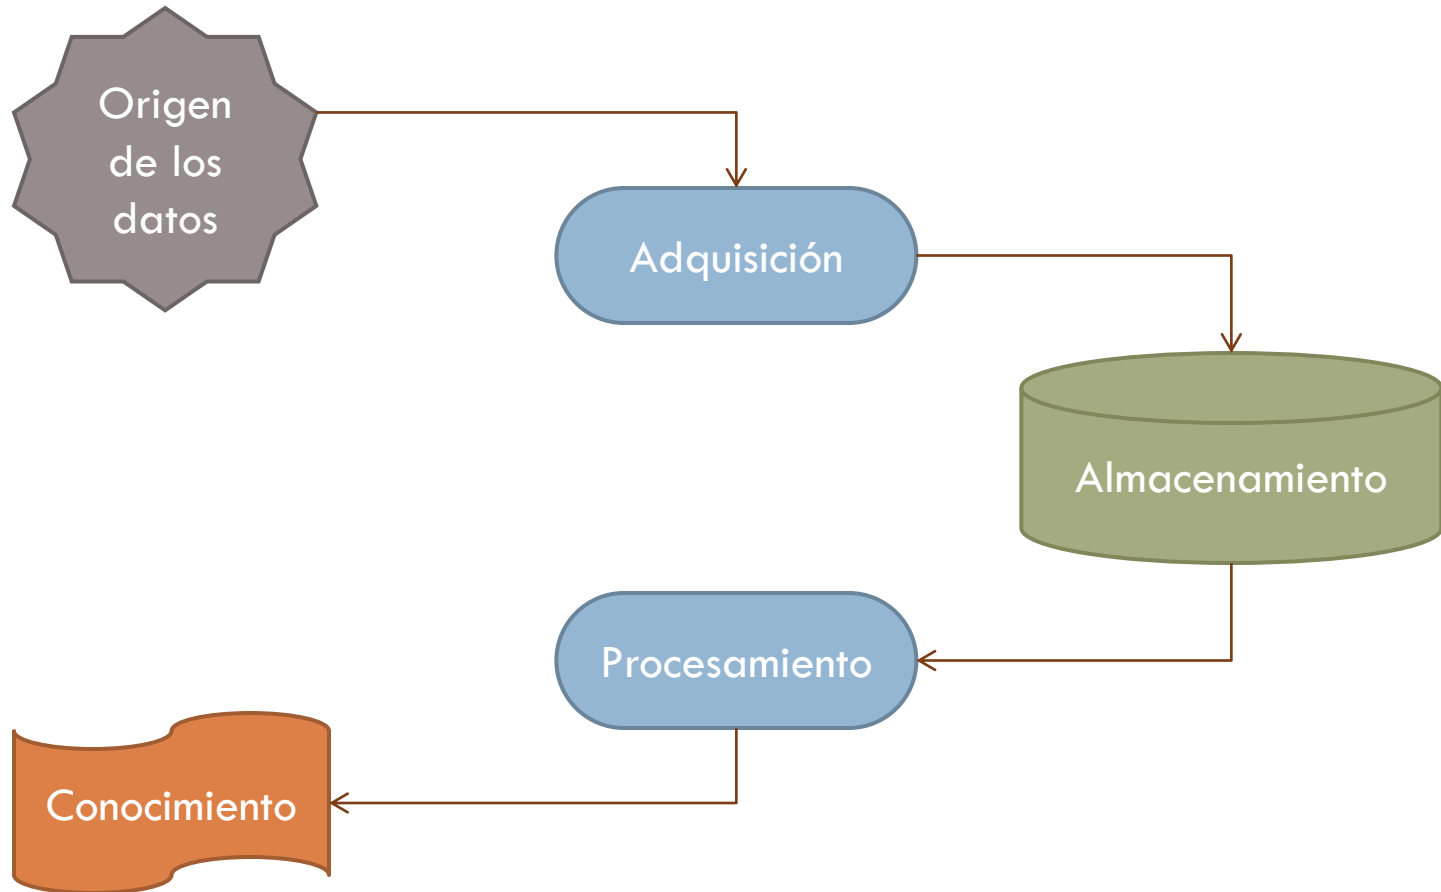 Origen
de los
datos
Adquisición
Almacenamiento
Procesamiento
Conocimiento